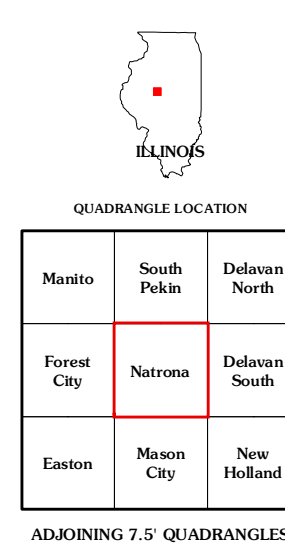 ILLINOIS
QUADRANGLE LOCATION
Manito
South
Pekin
Delavan
North
Forest
City
Natrona
Delavan
South
Easton
Mason
City
New
Holland
ADJOINING 7.5' QUADRANGLES